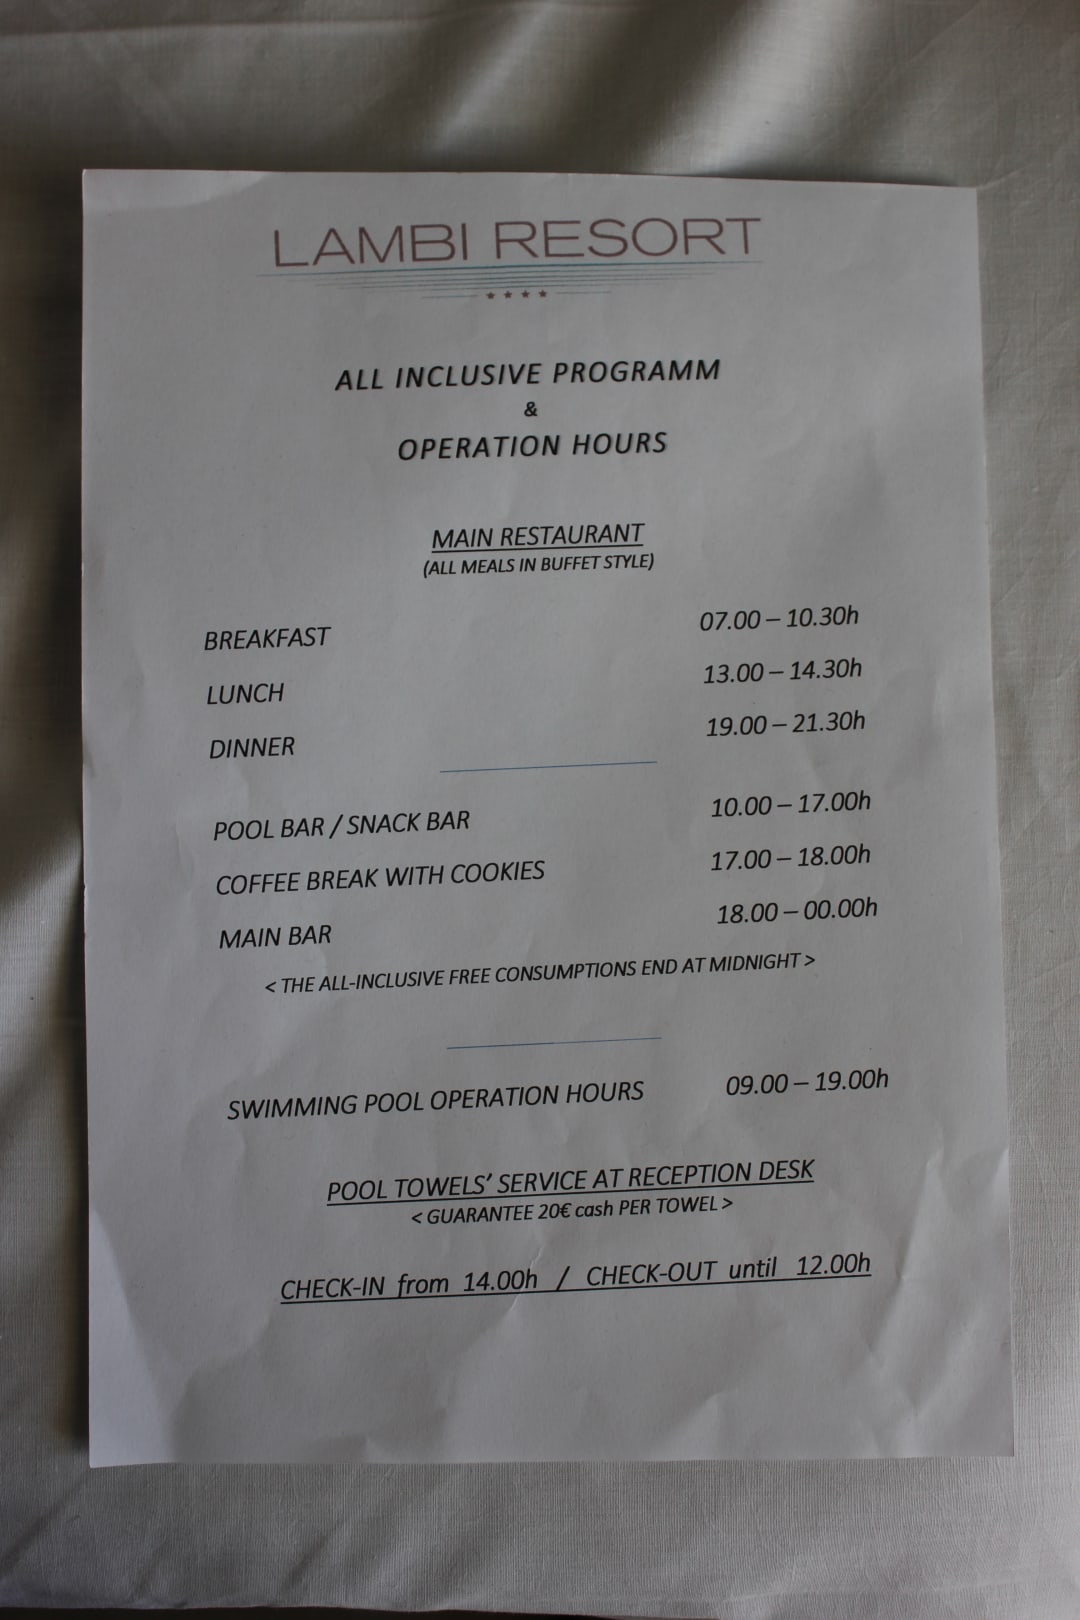 LAMBI RESORT
ALL INCLUSIVE PROGRAMM
&
OPERATION HOURS
MAIN RESTAURANT
(ALL MEALS IN BUFFET STYLE)
BREAKFAST 07.00 – 10.30h
LUNCH 13.00 – 14.30h
DINNER 19.00 – 21.30h
POOL BAR / SNACK BAR 10.00 – 17.00h
COFFEE BREAK WITH COOKIES 17.00 – 18.00h
MAIN BAR 18.00 – 00.00h
< THE ALL-INCLUSIVE FREE CONSUMPTIONS END AT MIDNIGHT >
SWIMMING POOL OPERATION HOURS 09.00 – 19.00h
POOL TOWELS’ SERVICE AT RECEPTION DESK
< GUARANTEE 20€ cash PER TOWEL >
CHECK-IN from 14.00h / CHECK-OUT until 12.00h